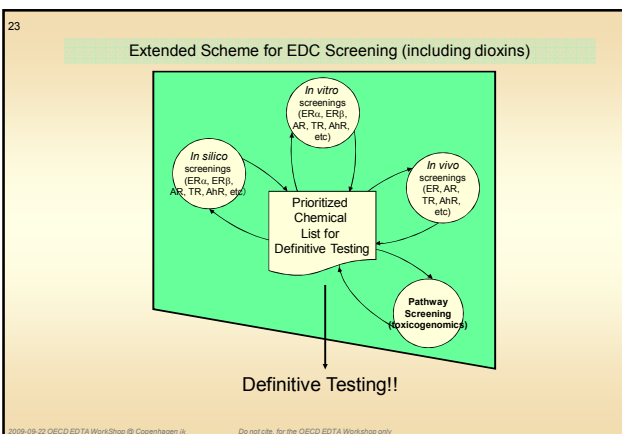 23
Extended Scheme for EDC Screening (including dioxins)
In vitro
screenings
(ERα, ERβ,
AR, TR, AhR,
etc)
In silico
screenings
(ERα, ERβ,
AR, TR, AhR, etc)
In vivo
screenings
(ER, AR,
TR, AhR,
etc)
Prioritized
Chemical
List for
Definitive Testing
Pathway
Screening
(toxicogenomics)
Definitive Testing!!
2009-09-22 OECD EDTA WorkShop @ Copenhagen jk
Do not cite, for the OECD EDTA Workshop only